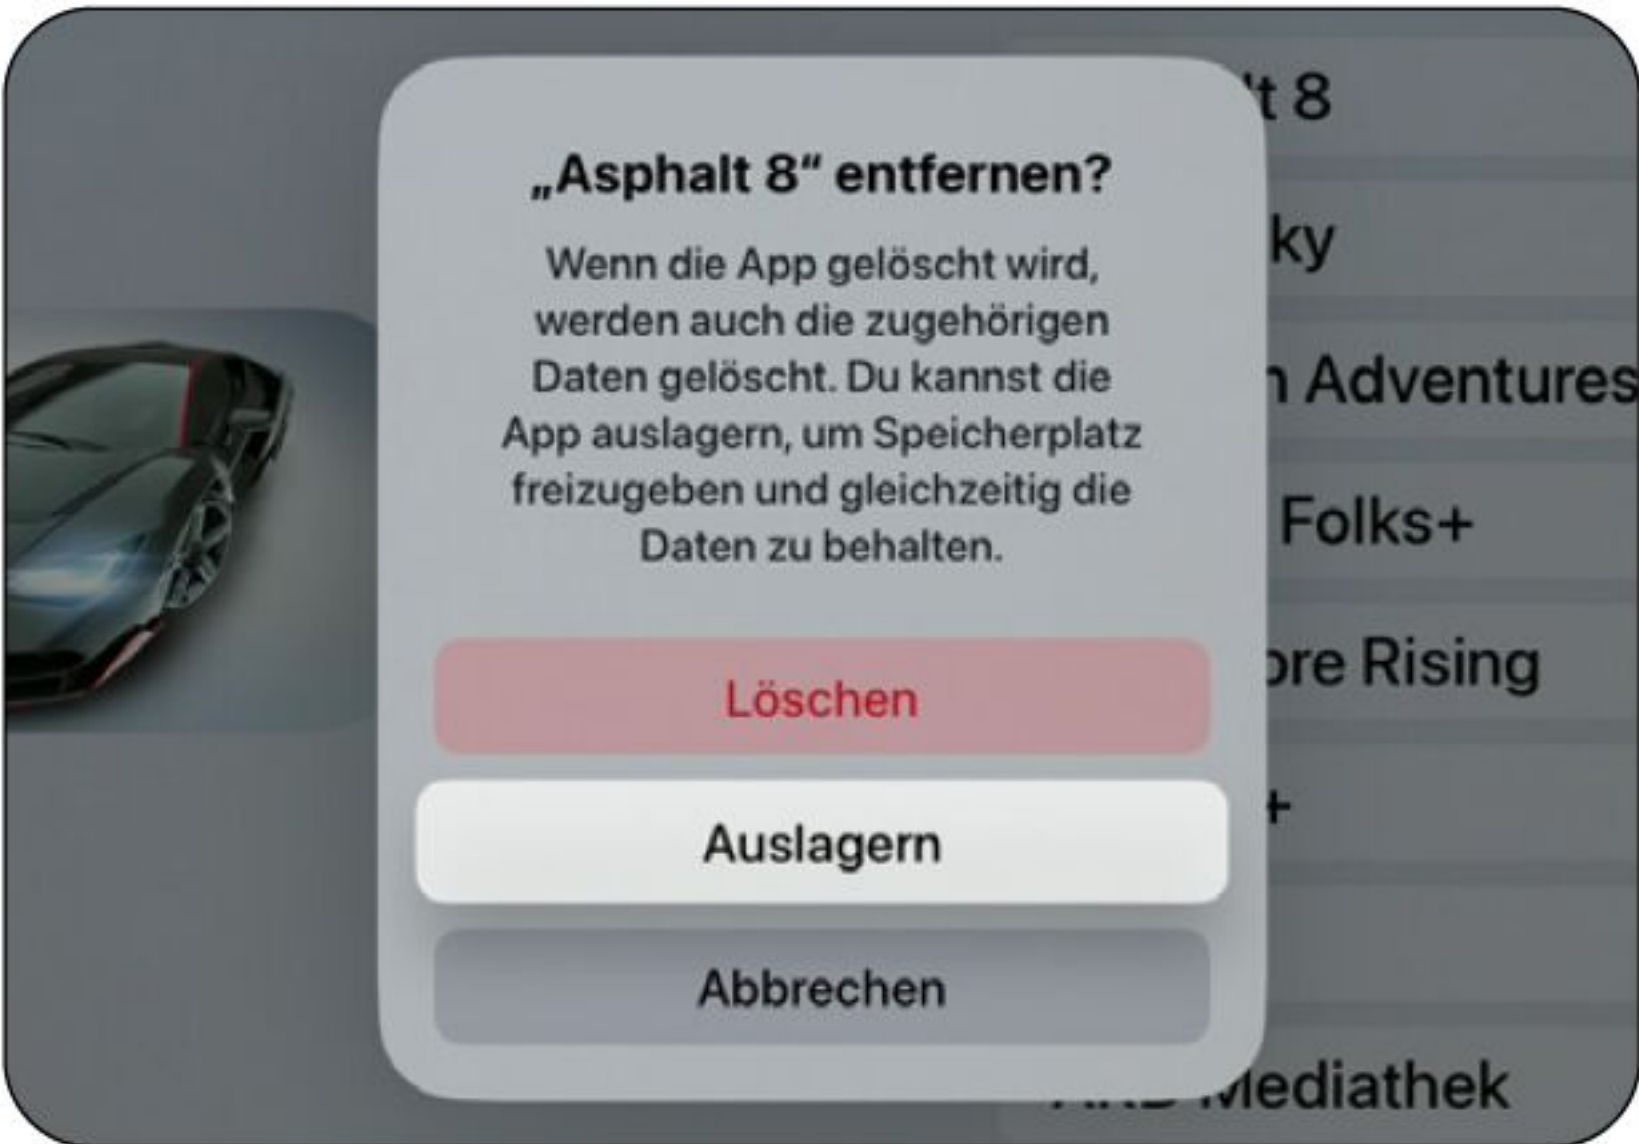 „Asphalt 8“ entfernen?
Wenn die App gelöscht wird,
werden auch die zugehörigen
Daten gelöscht. Du kannst die
App auslagern, um Speicherplatz
freizugeben und gleichzeitig die
Daten zu behalten.
Löschen
Auslagern
Abbrechen
8
Adventures
Folks+
Rising
Mediathek